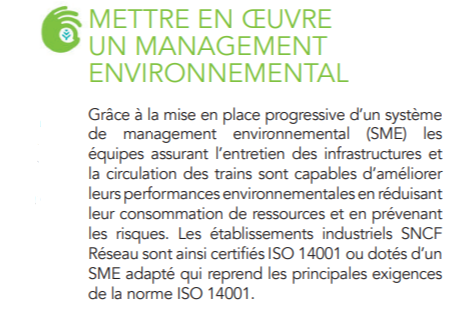 METTRE EN ŒUVRE
UN MANAGEMENT
ENVIRONNEMENTAL
Grâce à la mise en place progressive d’un système
de management environnemental (SME) les
équipes assurant l’entretien des infrastructures et
la circulation des trains sont capables d’améliorer
leurs performances environnementales en réduisant
leur consommation de ressources et en prévenant
les risques. Les établissements industriels SNCF
Réseau sont ainsi certifiés ISO 14001 ou dotés d’un
SME adapté qui reprend les principales exigences
de la norme ISO 14001.